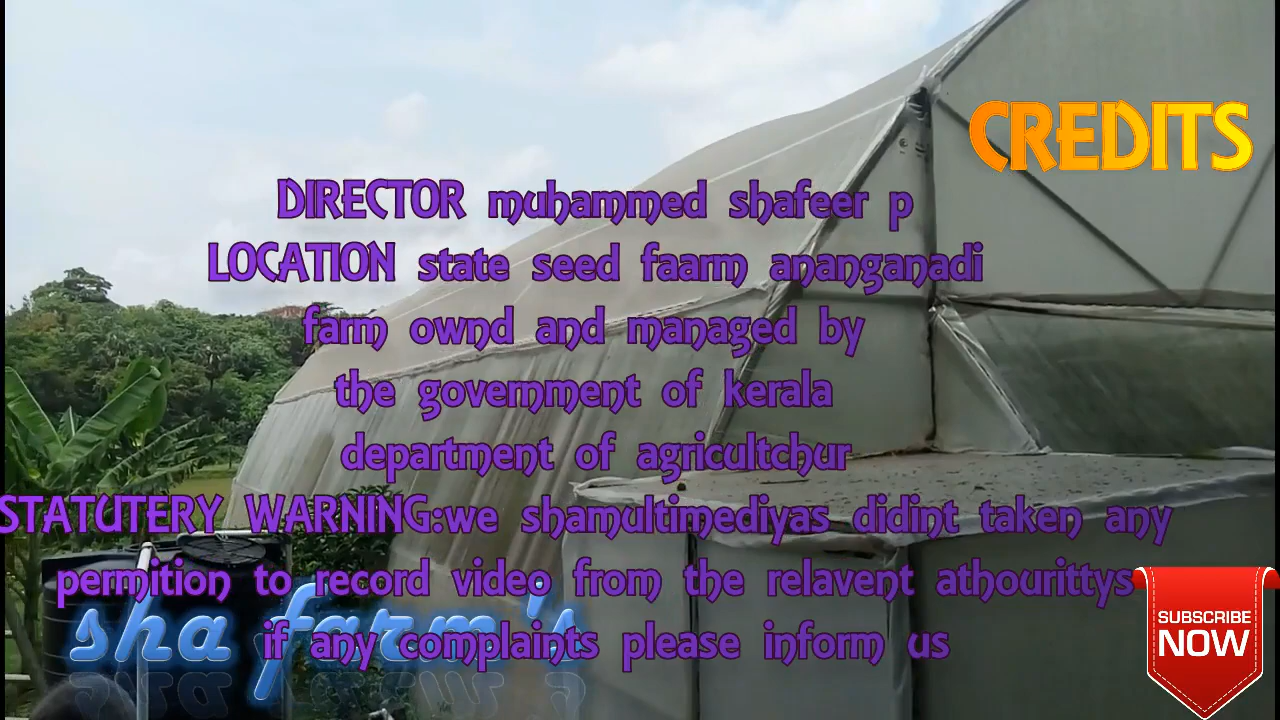 CREDITS
DIRECTOR muhammed shafeer p
LOCATION state seed faarm ananganadi
farm ownd and managed by
the government of kerala
department of agricultchur
STATUTERY WARNING:we shamultimediyas didint taken any
permition to record video from the relavent athourittys
if any complaints please inform us
sha farm's
SUBSCRIBE
NOW